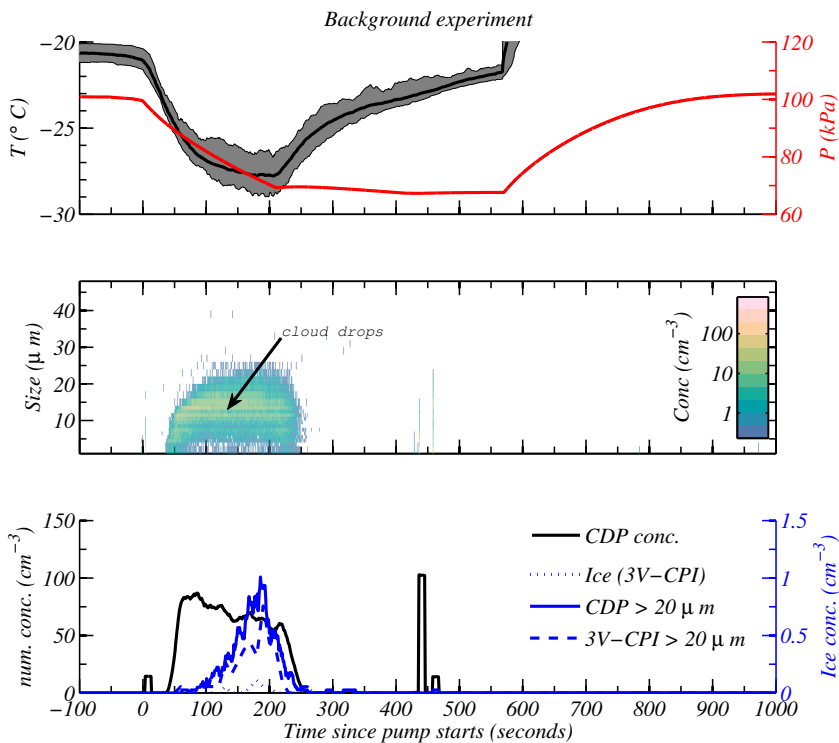 Background experiment
−20
−25
−30
T (° C)
120
100
80
60
P (kPa)
40
30
20
10
Size (μ m)
cloud drops
Conc (cm−3)
100
10
1
150
100
50
0
num. conc. (cm−3)
CDP conc.
Ice (3V−CPI)
CDP > 20 μ m
3V−CPI > 20 μ m
1.5
1
0.5
0
Ice conc. (cm−3)
−100 0 100 200 300 400 500 600 700 800 900 1000
Time since pump starts (seconds)